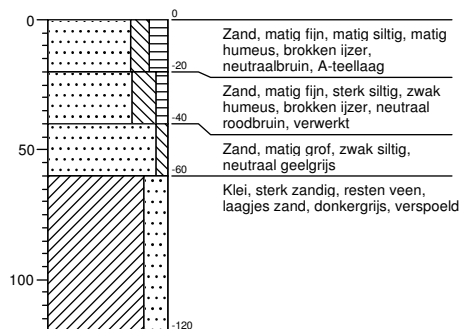 0
0
Zand, matig fijn, matig siltig, matig
humeus, brokken ijzer,
neutraalbruin, A-teellaag
-20
Zand, matig fijn, sterk siltig, zwak
humeus, brokken ijzer, neutraal
roodbruin, verwerkt
-40
Zand, matig grof, zwak siltig,
neutraal geelgrijs
50
-60
Klei, sterk zandig, resten veen,
laagjes zand, donkergrijs, verspoeld
100
-120